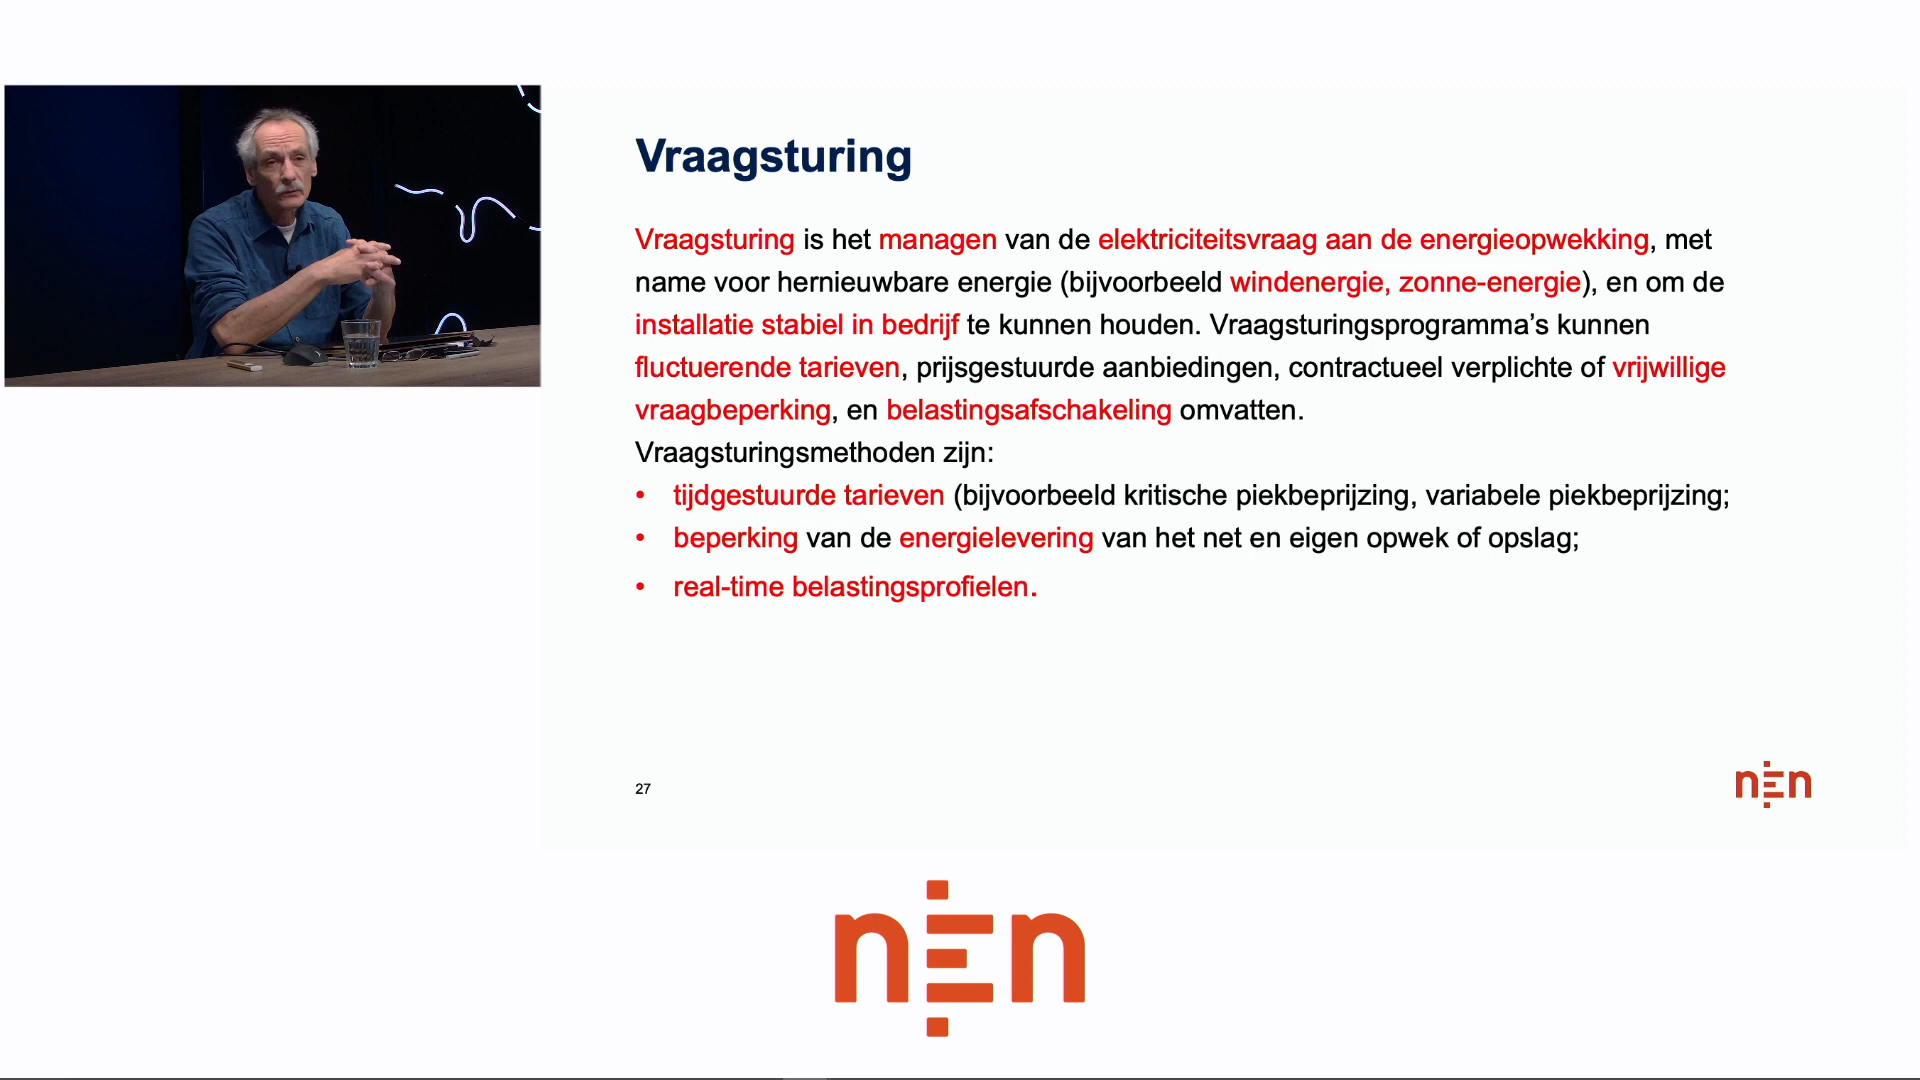 Vraagsturing
Vraagsturing is het managen van de elektriciteitsvraag aan de energieopwekking, met
name voor hernieuwbare energie (bijvoorbeeld windenergie, zonne-energie), en om de
installatie stabiel in bedrijf te kunnen houden. Vraagsturingsprogramma’s kunnen
fluctuerende tarieven, prijsgestuurde aanbiedingen, contractueel verplichte of vrijwillige
vraagbeperking, en belastingsafschakeling omvatten.
Vraagsturingsmethoden zijn:
• tijdgestuurde tarieven (bijvoorbeeld kritische piekbeprijzing, variabele piekbeprijzing;
• beperking van de energielevering van het net en eigen opwek of opslag;
• real-time belastingsprofielen.
27
nEn
nEn